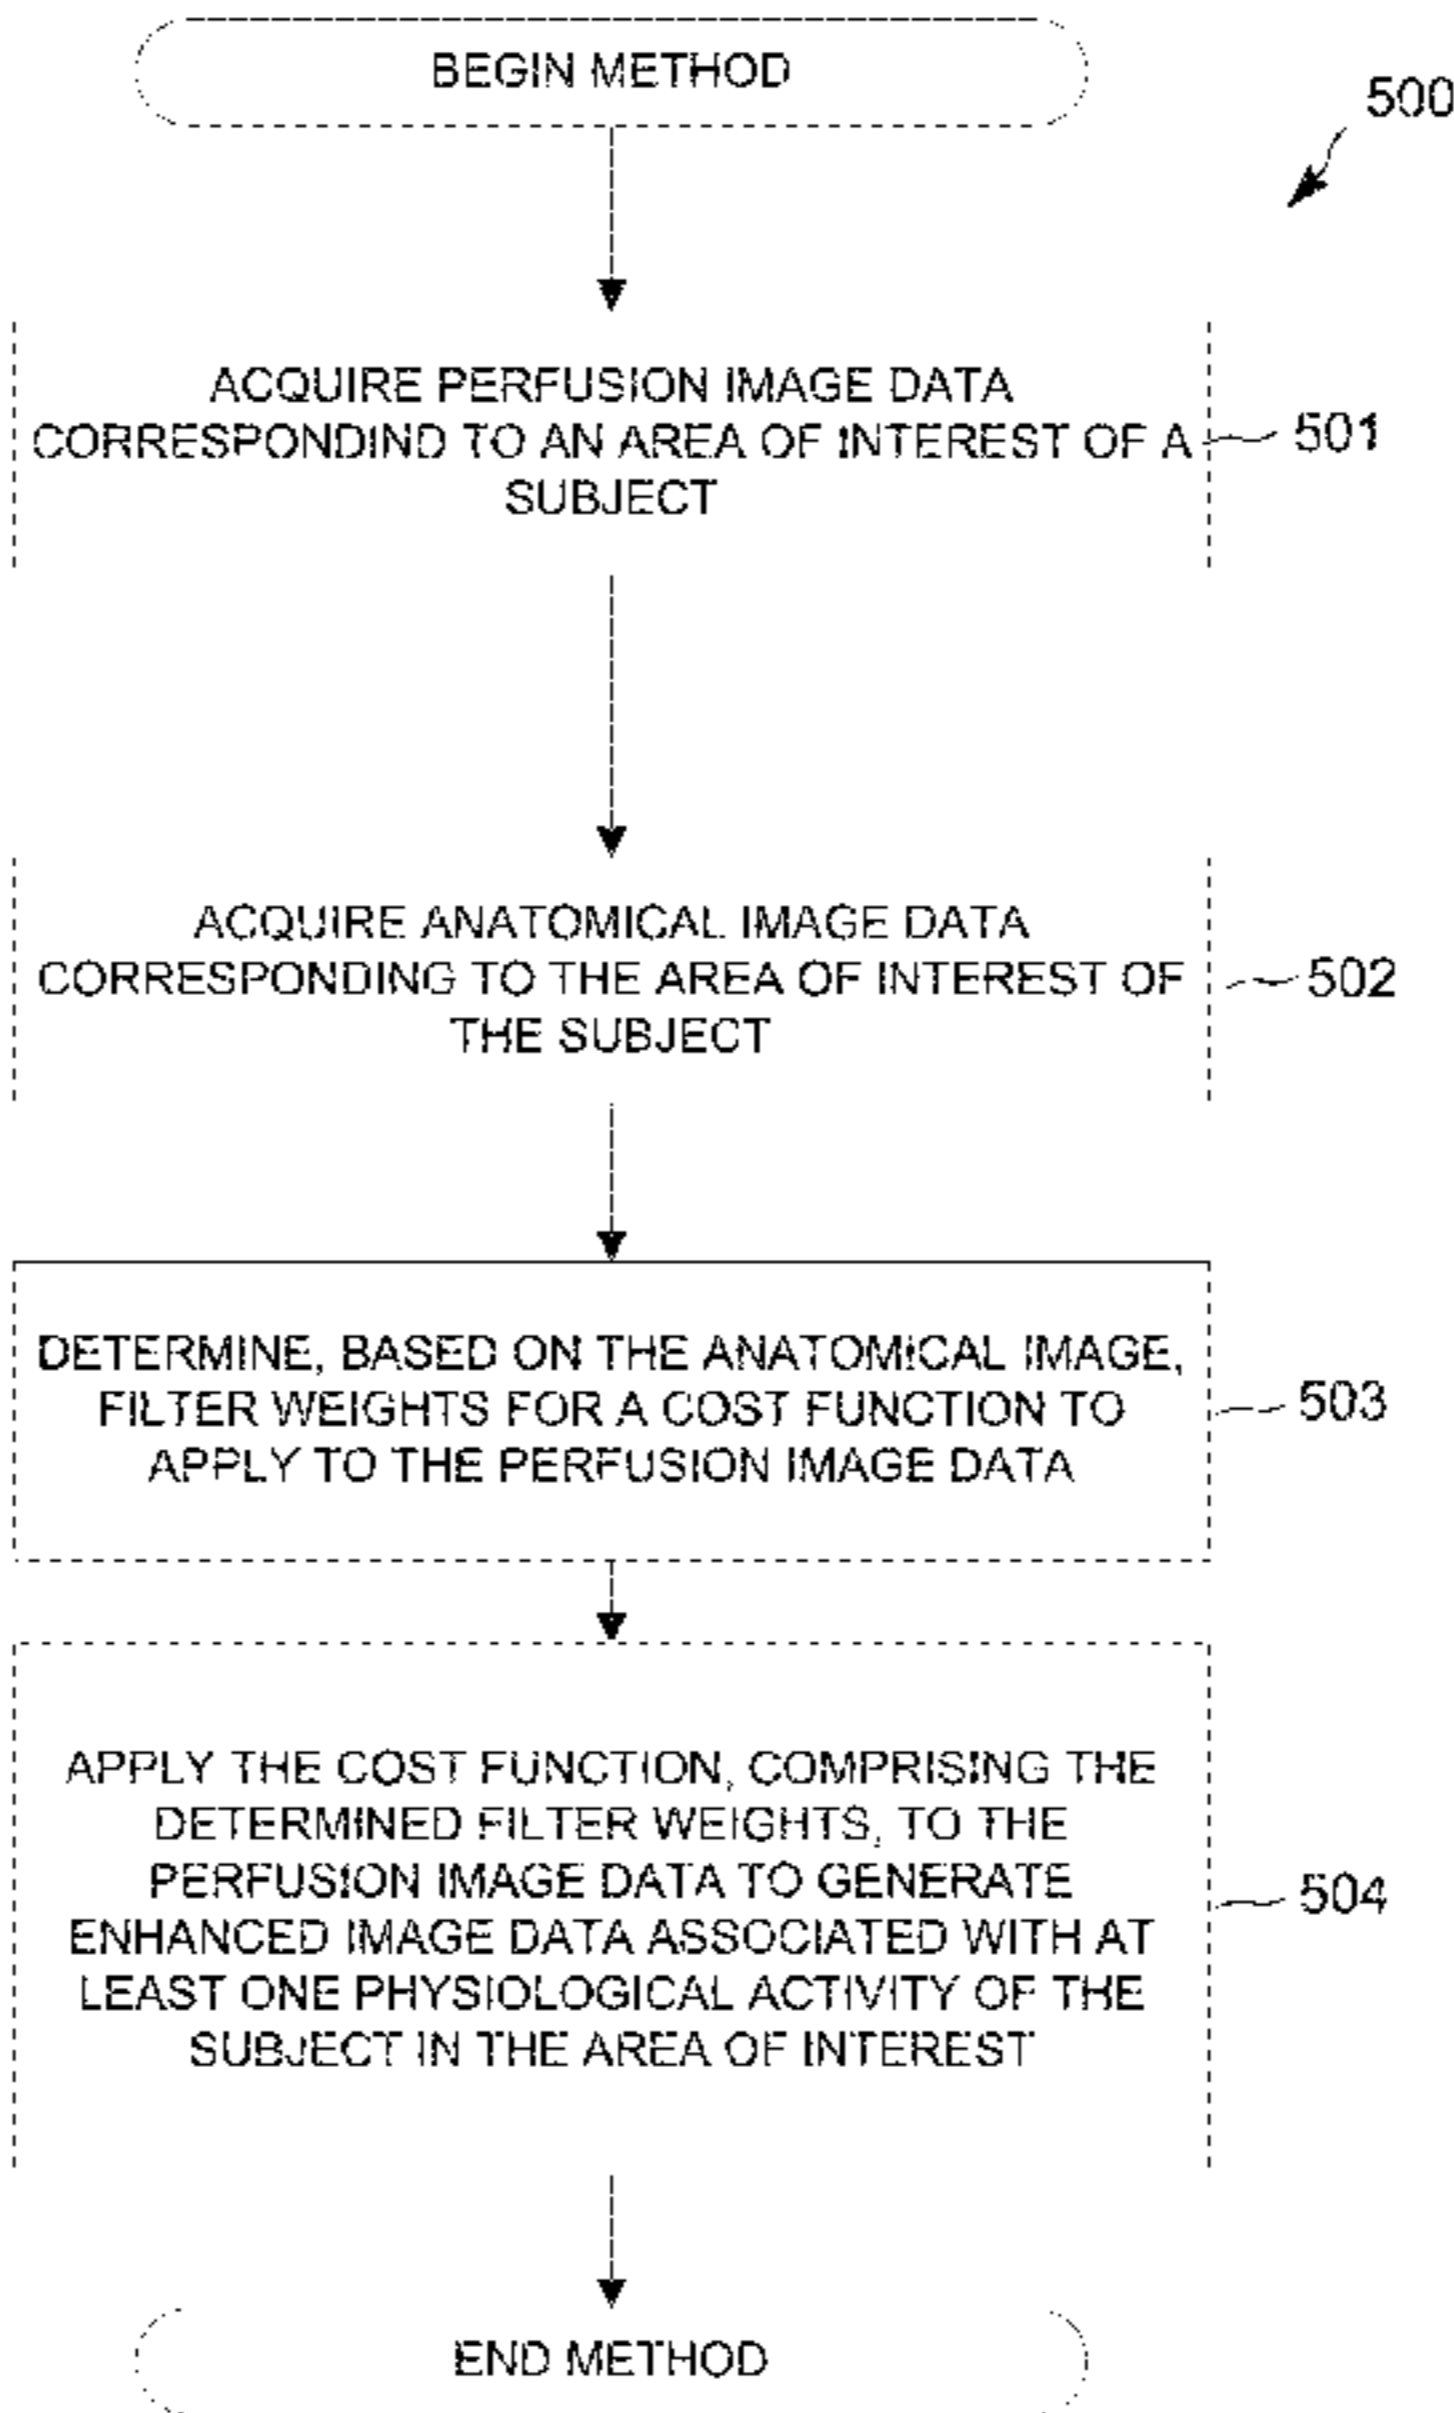 BEGIN METHOD
500
ACQUIRE PERFUSION IMAGE DATA
CORRESPONDIND TO AN AREA OF INTEREST OF A
SUBJECT
501
ACQUIRE ANATOMICAL IMAGE DATA
CORRESPONDING TO THE AREA OF INTEREST OF
THE SUBJECT
502
DETERMINE, BASED ON THE ANATOMICAL IMAGE,
FILTER WEIGHTS FOR A COST FUNCTION TO
APPLY TO THE PERFUSION IMAGE DATA
503
APPLY THE COST FUNCTION, COMPRISING THE
DETERMINED FILTER WEIGHTS, TO THE
PERFUSION IMAGE DATA TO GENERATE
ENHANCED IMAGE DATA ASSOCIATED WITH AT
LEAST ONE PHYSIOLOGICAL ACTIVITY OF THE
SUBJECT IN THE AREA OF INTEREST
504
END METHOD